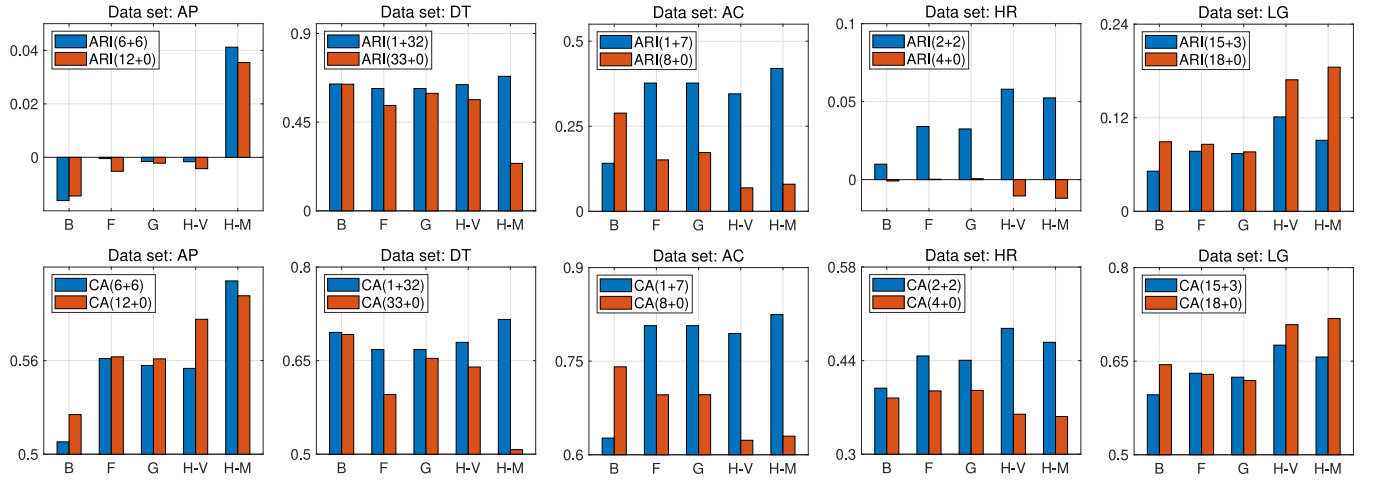 Data set: AP
ARI(6+6)
ARI(12+0)
0.04
0.02
0
B F G H-V H-M
Data set: DT
ARI(1+32)
ARI(33+0)
0.9
0.45
0
B F G H-V H-M
Data set: AC
ARI(1+7)
ARI(8+0)
0.5
0.25
0
B F G H-V H-M
Data set: HR
ARI(2+2)
ARI(4+0)
0.1
0.05
0
B F G H-V H-M
Data set: LG
ARI(15+3)
ARI(18+0)
0.24
0.12
0
B F G H-V H-M
Data set: AP
CA(6+6)
CA(12+0)
0.56
0.5
B F G H-V H-M
Data set: DT
CA(1+32)
CA(33+0)
0.8
0.65
0.5
B F G H-V H-M
Data set: AC
CA(1+7)
CA(8+0)
0.9
0.75
0.6
B F G H-V H-M
Data set: HR
CA(2+2)
CA(4+0)
0.58
0.44
0.3
B F G H-V H-M
Data set: LG
CA(15+3)
CA(18+0)
0.8
0.65
0.5
B F G H-V H-M